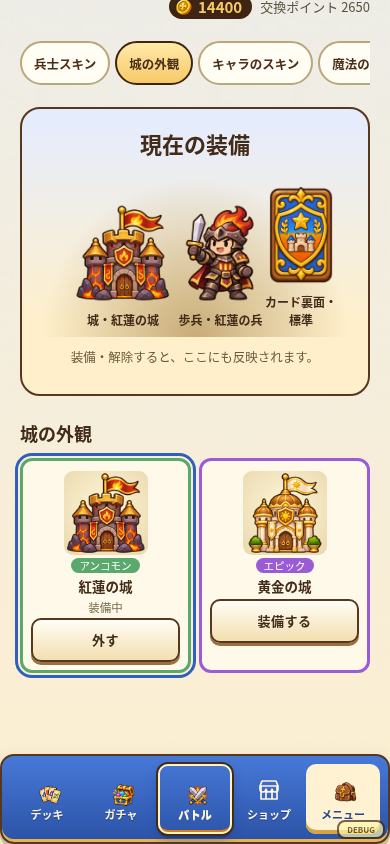 14400 交換ポイント 2650
兵士スキン 城の外観 キャラのスキン 魔法の
現在の装備
城・紅蓮の城 歩兵・紅蓮の兵 カード裏面・
標準
装備・解除すると、ここにも反映されます。
城の外観
アンコモン エピック
紅蓮の城 黄金の城
装備中
外す 装備する
デッキ ガチャ バトル ショップ メニュー
DEBUG